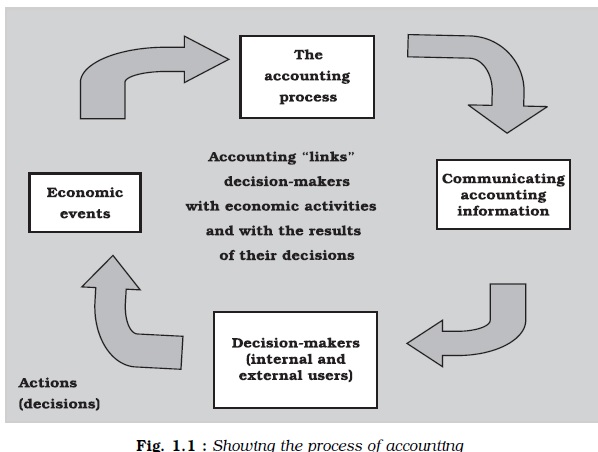 The
accounting
process
Accounting “links”
decision-makers
with economic activities
and with the results
of their decisions
Communicating
accounting
information
Economic
events
Decision-makers
(internal and
external users)
Actions
(decisions)
Fig. 1.1 : Showing the process of accounting